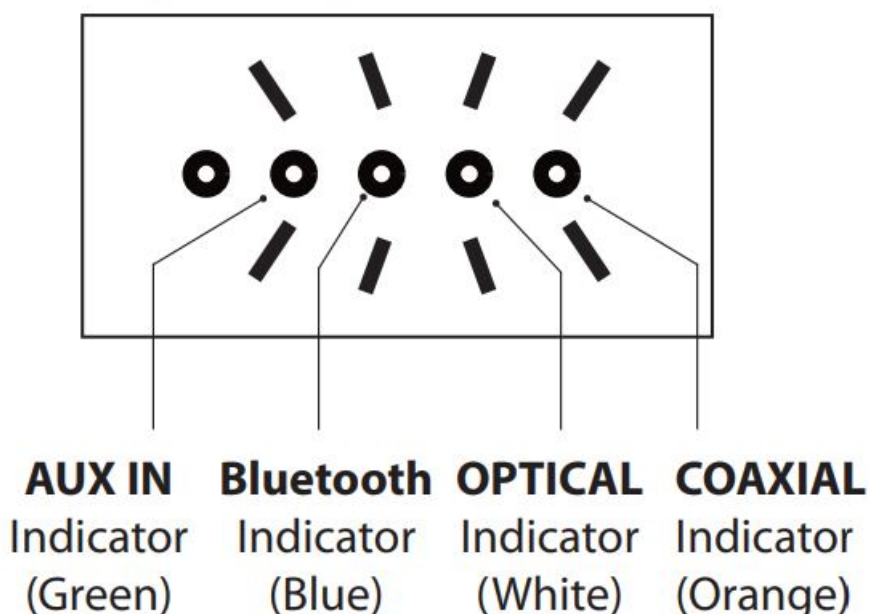 AUX IN Bluetooth OPTICAL COAXIAL
Indicator Indicator Indicator Indicator
(Green) (Blue) (White) (Orange)